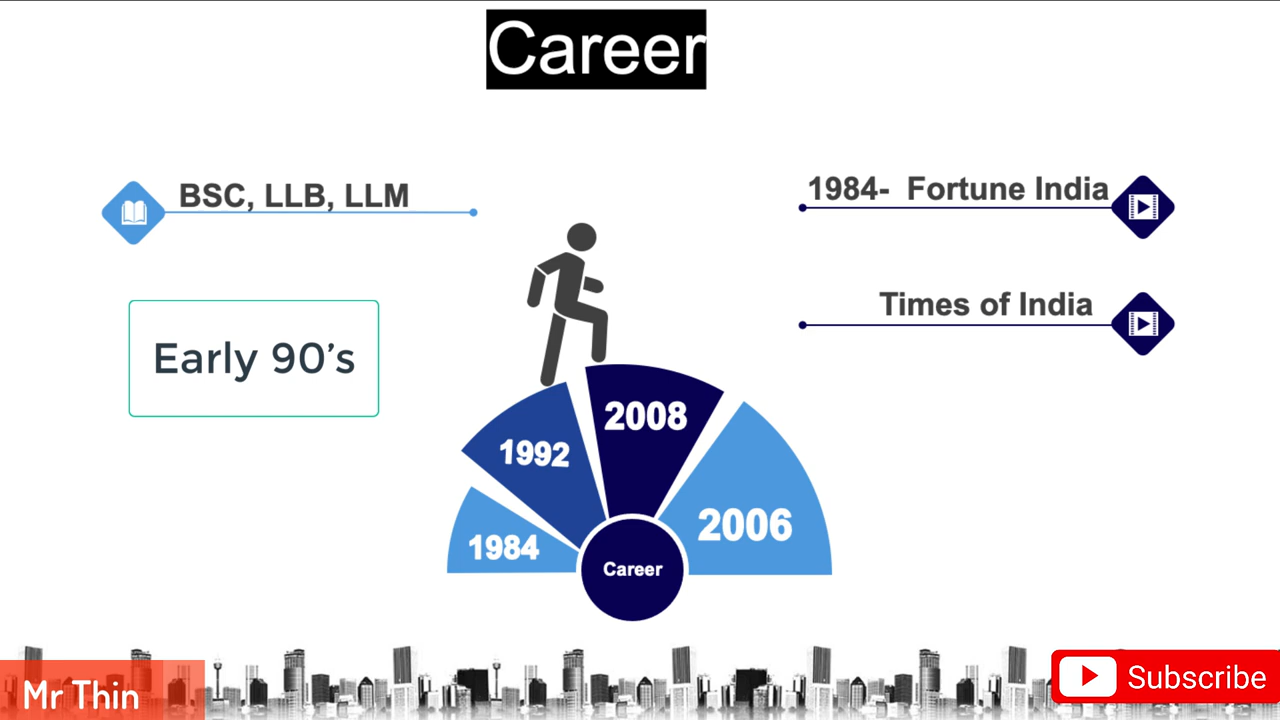 Career
BSC, LLB, LLM
1984- Fortune India
Times of India
Early 90’s
2008
1992
2006
1984
Career
Mr Thin
Subscribe